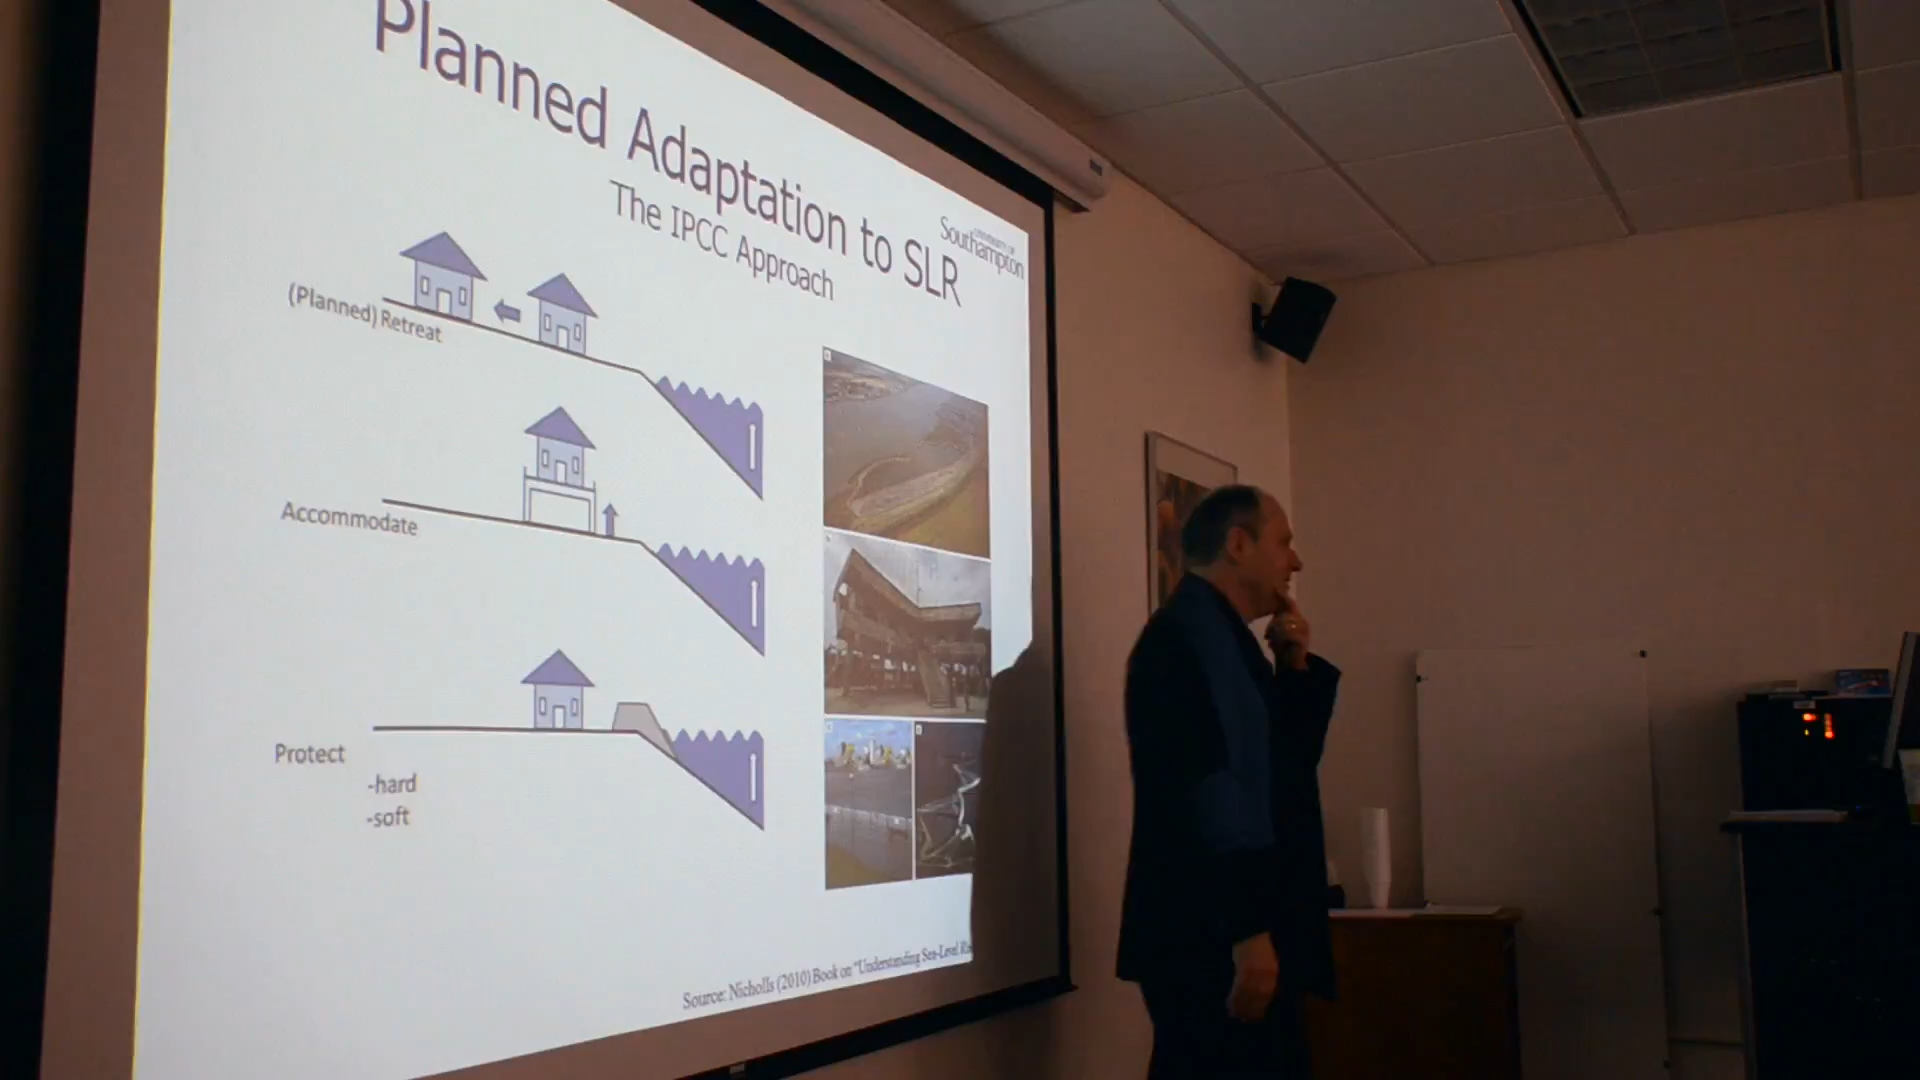 Planned Adaptation to SLR
The IPCC Approach
UNIVERSITY OF
Southampton
(Planned) Retreat
Accommodate
Protect
-hard
-soft
Source: Nicholls (2010) Book on "Understanding Sea-Level